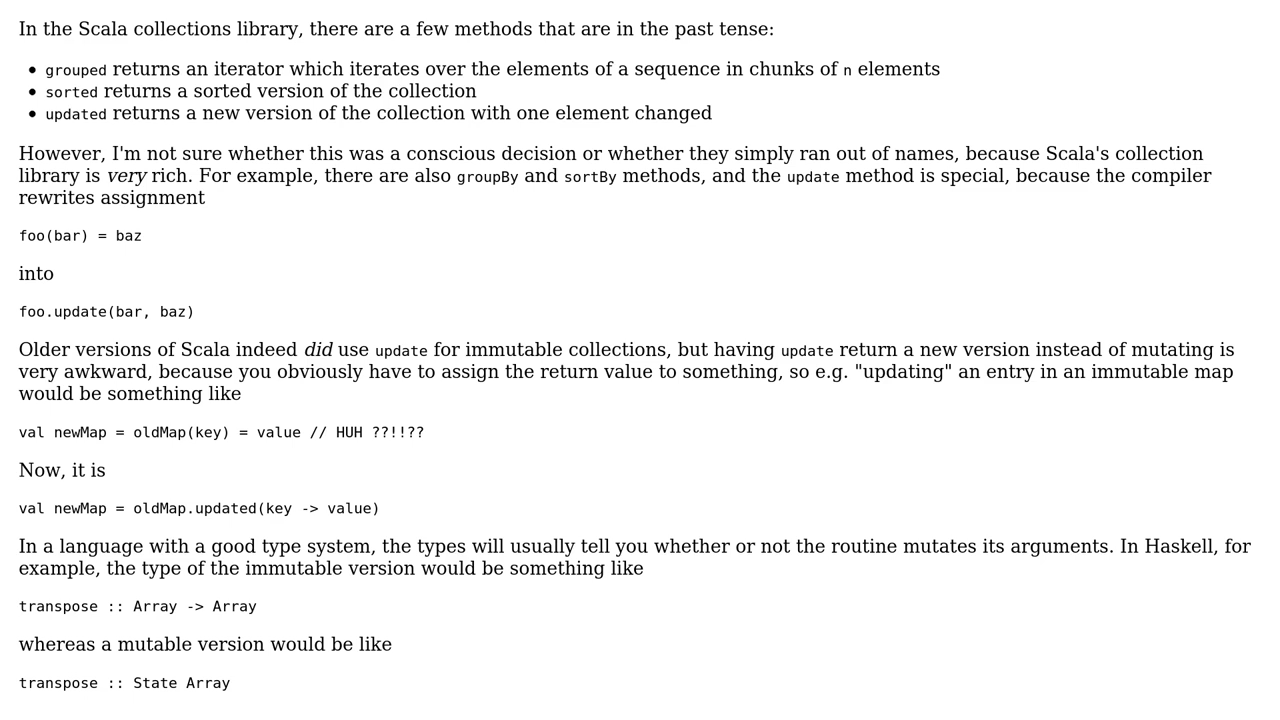 In the Scala collections library, there are a few methods that are in the past tense:
• grouped returns an iterator which iterates over the elements of a sequence in chunks of n elements
• sorted returns a sorted version of the collection
• updated returns a new version of the collection with one element changed
However, I'm not sure whether this was a conscious decision or whether they simply ran out of names, because Scala's collection
library is very rich. For example, there are also groupBy and sortBy methods, and the update method is special, because the compiler
rewrites assignment
foo(bar) = baz
into
foo.update(bar, baz)
Older versions of Scala indeed did use update for immutable collections, but having update return a new version instead of mutating is
very awkward, because you obviously have to assign the return value to something, so e.g. "updating" an entry in an immutable map
would be something like
val newMap = oldMap(key) = value // HUH ??!!??
Now, it is
val newMap = oldMap.updated(key -> value)
In a language with a good type system, the types will usually tell you whether or not the routine mutates its arguments. In Haskell, for
example, the type of the immutable version would be something like
transpose :: Array -> Array
whereas a mutable version would be like
transpose :: State Array